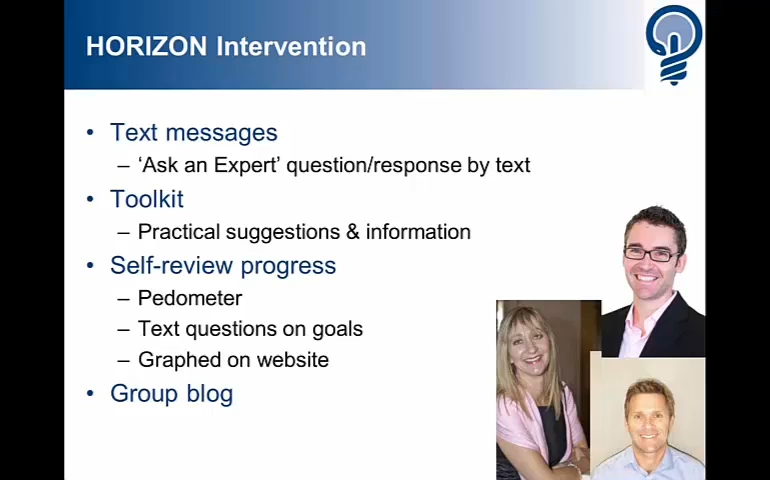 HORIZON Intervention
• Text messages
– ‘Ask an Expert’ question/response by text
• Toolkit
– Practical suggestions & information
• Self-review progress
– Pedometer
– Text questions on goals
– Graphed on website
• Group blog